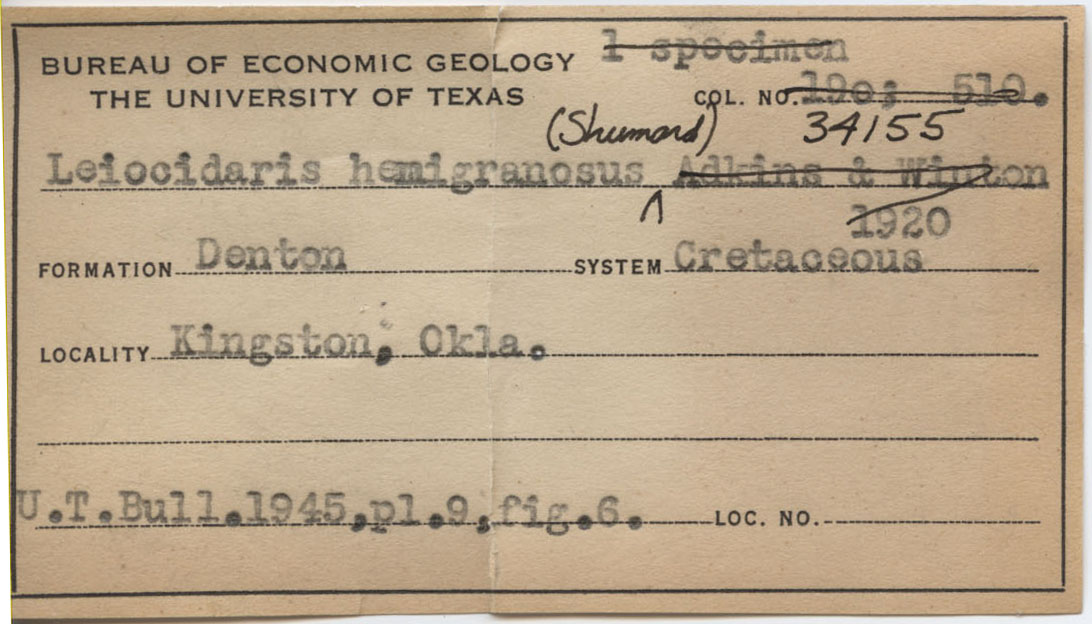 1 specimen
BUREAU OF ECONOMIC GEOLOGY
THE UNIVERSITY OF TEXAS
COL. NO. 19o; 510.
(Shumard) 34155
Leiocidaris hemigranosus ^ Adkins & Winton
1920
FORMATION Denton SYSTEM Cretaceous
LOCALITY Kingston, Okla.
U.T.Bull.1945,pl.9,fig.6. LOC. NO.